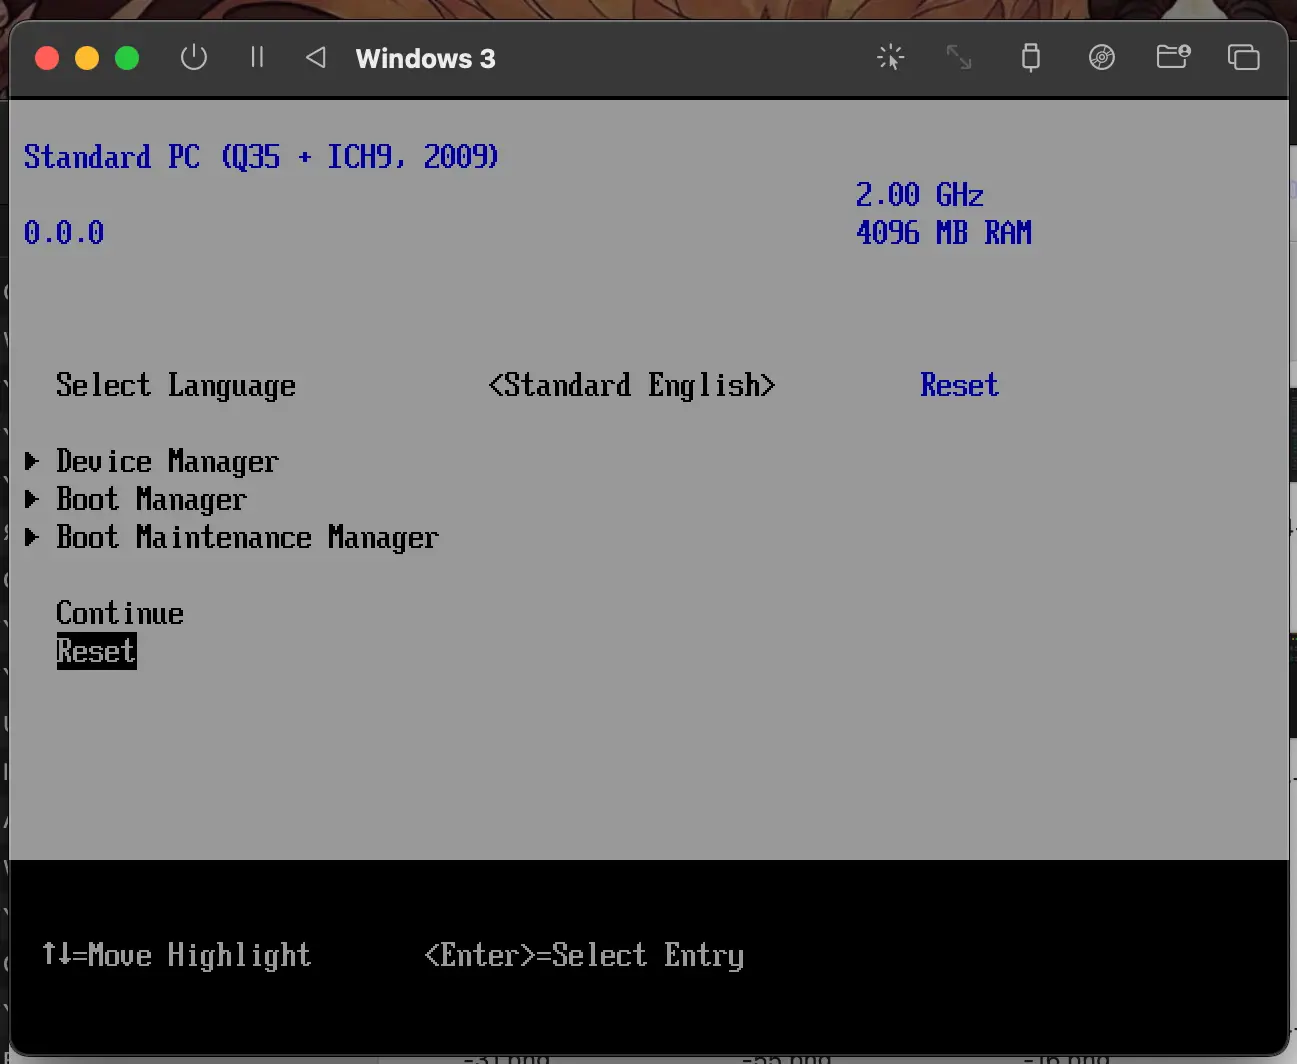 Windows 3
Standard PC (Q35 + ICH9, 2009)
2.00 GHz
0.0.0 4096 MB RAM
Select Language <Standard English> Reset
Device Manager
Boot Manager
Boot Maintenance Manager
Continue
Reset
↑↓=Move Highlight <Enter>=Select Entry